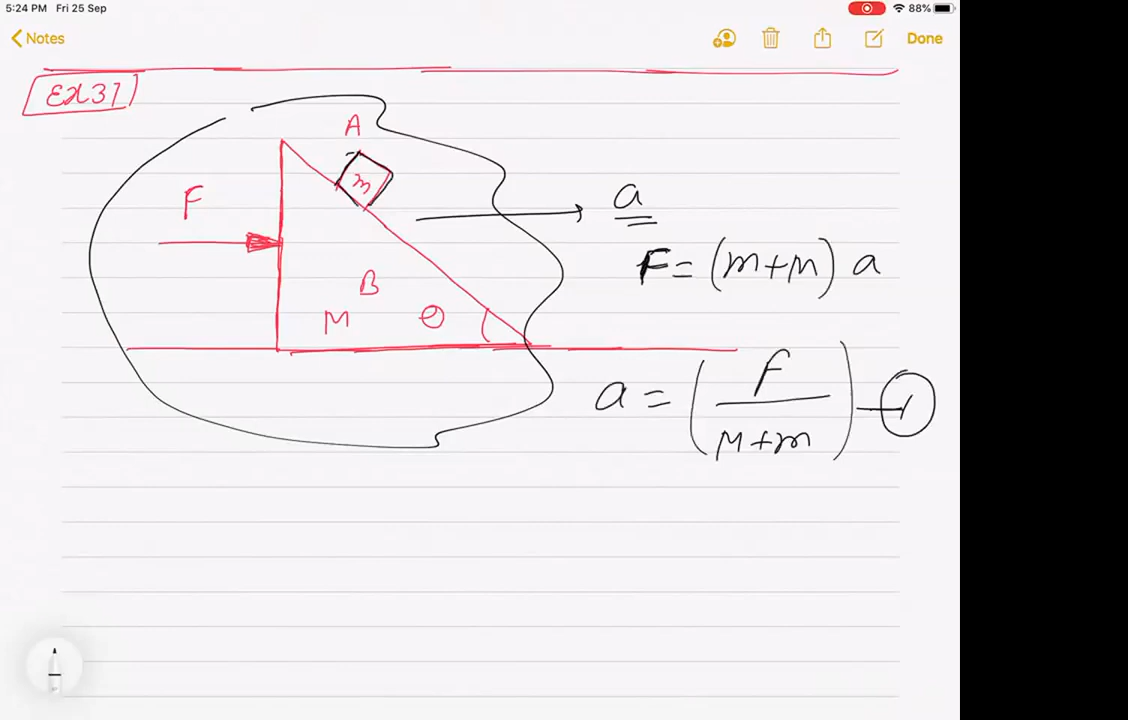 5:24 PM Fri 25 Sep
88%
Notes
Done
EX31
A
m
F
a
F = (m+m) a
B
M θ
a = (F/M+m) — 1